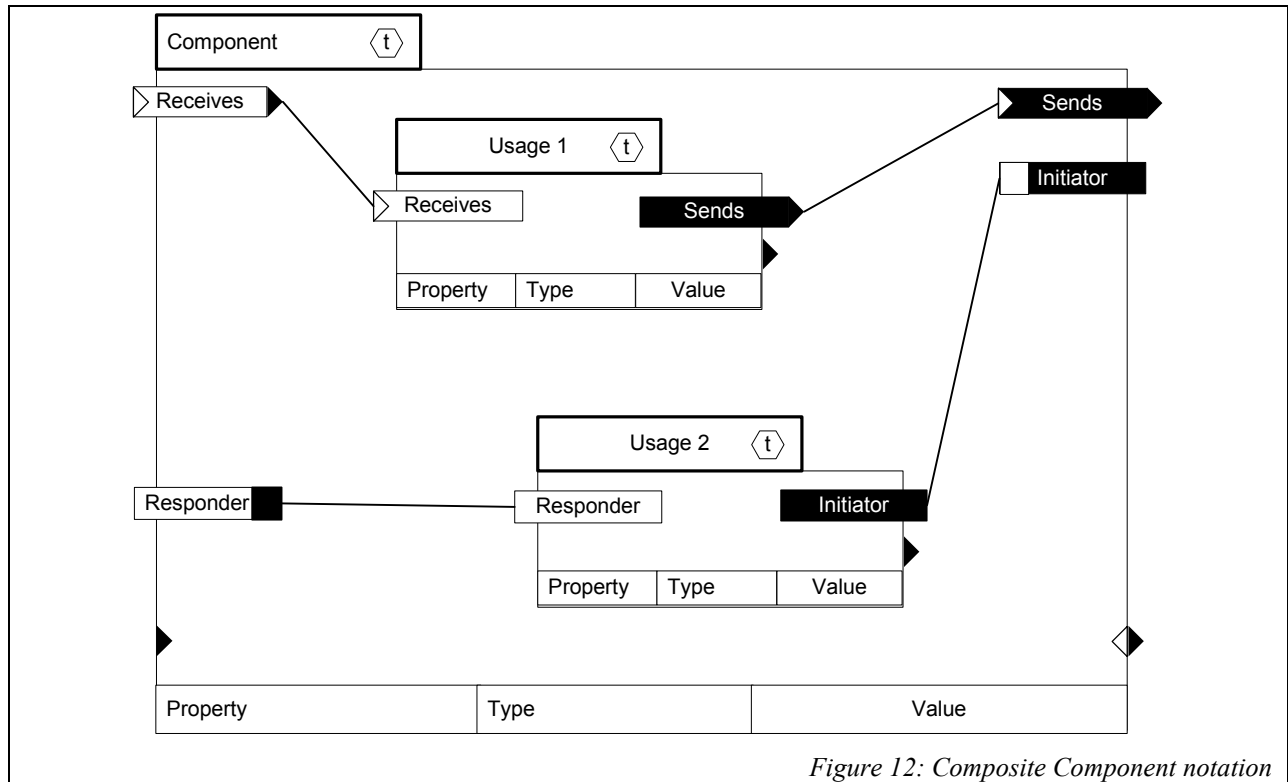 Component t
Receives
Sends
Usage 1 t
Initiator
Receives
Sends
Property Type Value
Usage 2 t
Responder
Responder
Initiator
Property Type Value
Property Type Value
Figure 12: Composite Component notation